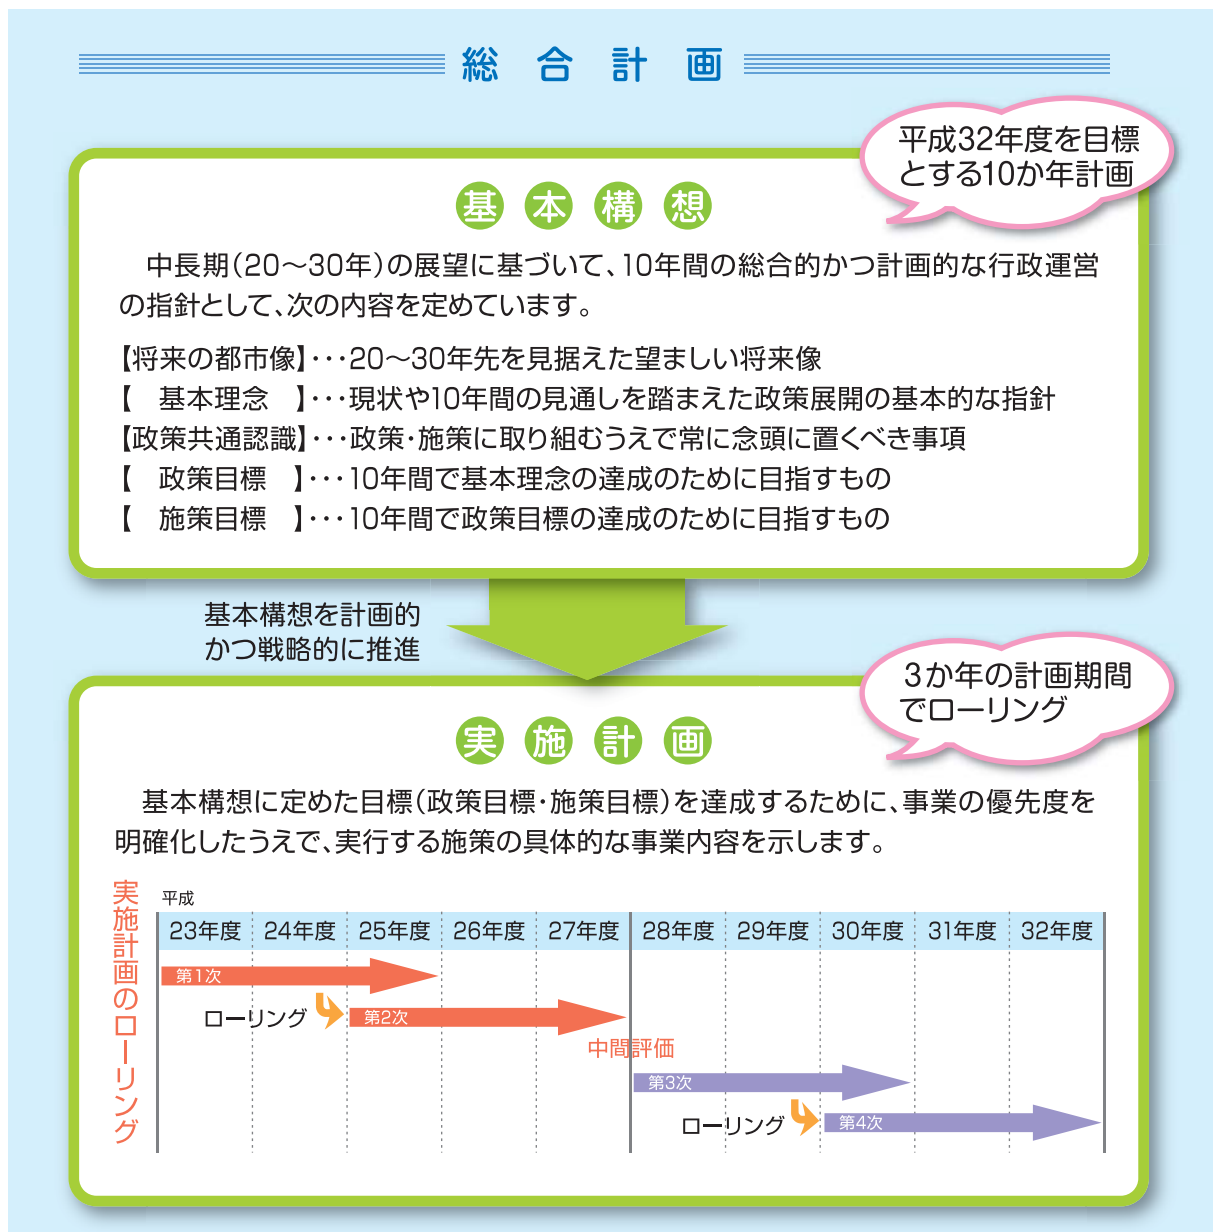 総合計画
平成32年度を目標
とする10か年計画
基本構想
中長期（20～30年）の展望に基づいて、10年間の総合的かつ計画的な行政運営
の指針として、次の内容を定めています。
【将来の都市像】･･･20～30年先を見据えた望ましい将来像
【　基本理念　】･･･現状や10年間の見通しを踏まえた政策展開の基本的な指針
【政策共通認識】･･･政策･施策に取り組むうえで常に念頭に置くべき事項
【　政策目標　】･･･10年間で基本理念の達成のために目指すもの
【　施策目標　】･･･10年間で政策目標の達成のために目指すもの
基本構想を計画的
かつ戦略的に推進
3か年の計画期間
でローリング
実施計画
基本構想に定めた目標（政策目標･施策目標）を達成するために、事業の優先度を
明確化したうえで、実行する施策の具体的な事業内容を示します。
実施計画のローリング
平成
23年度 24年度 25年度 26年度 27年度 28年度 29年度 30年度 31年度 32年度
第1次
ローリング
第2次
中間評価
第3次
ローリング
第4次